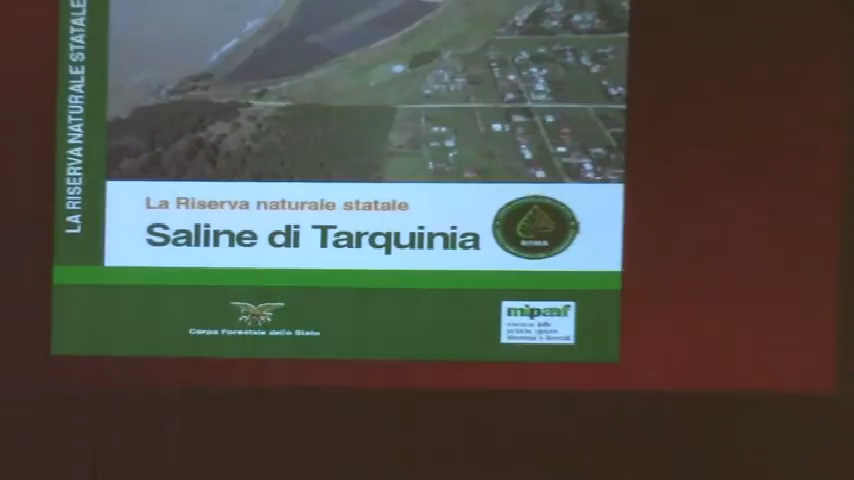 LA RISERVA NATURALE STATALE
La Riserva naturale statale
Saline di Tarquinia
ROMA
Corpo Forestale dello Stato
mipaaf